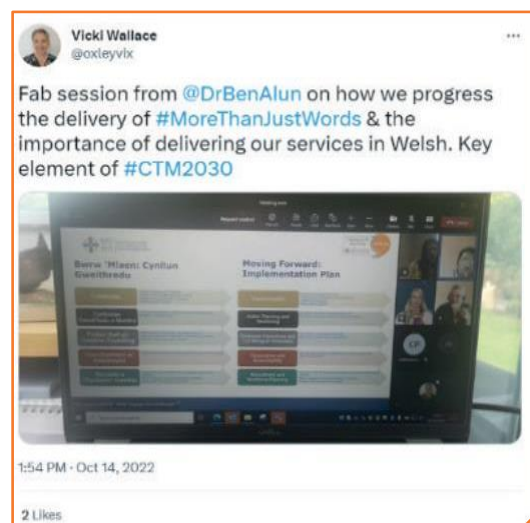 Vicki Wallace
@oxleyvix
Fab session from @DrBenAlun on how we progress
the delivery of #MoreThanJustWords & the
importance of delivering our services in Welsh. Key
element of #CTM2030
Bwrw 'Mlaen: Cynllun
Gweithredu
Moving Forward:
Implementation Plan
1:54 PM · Oct 14, 2022
2 Likes